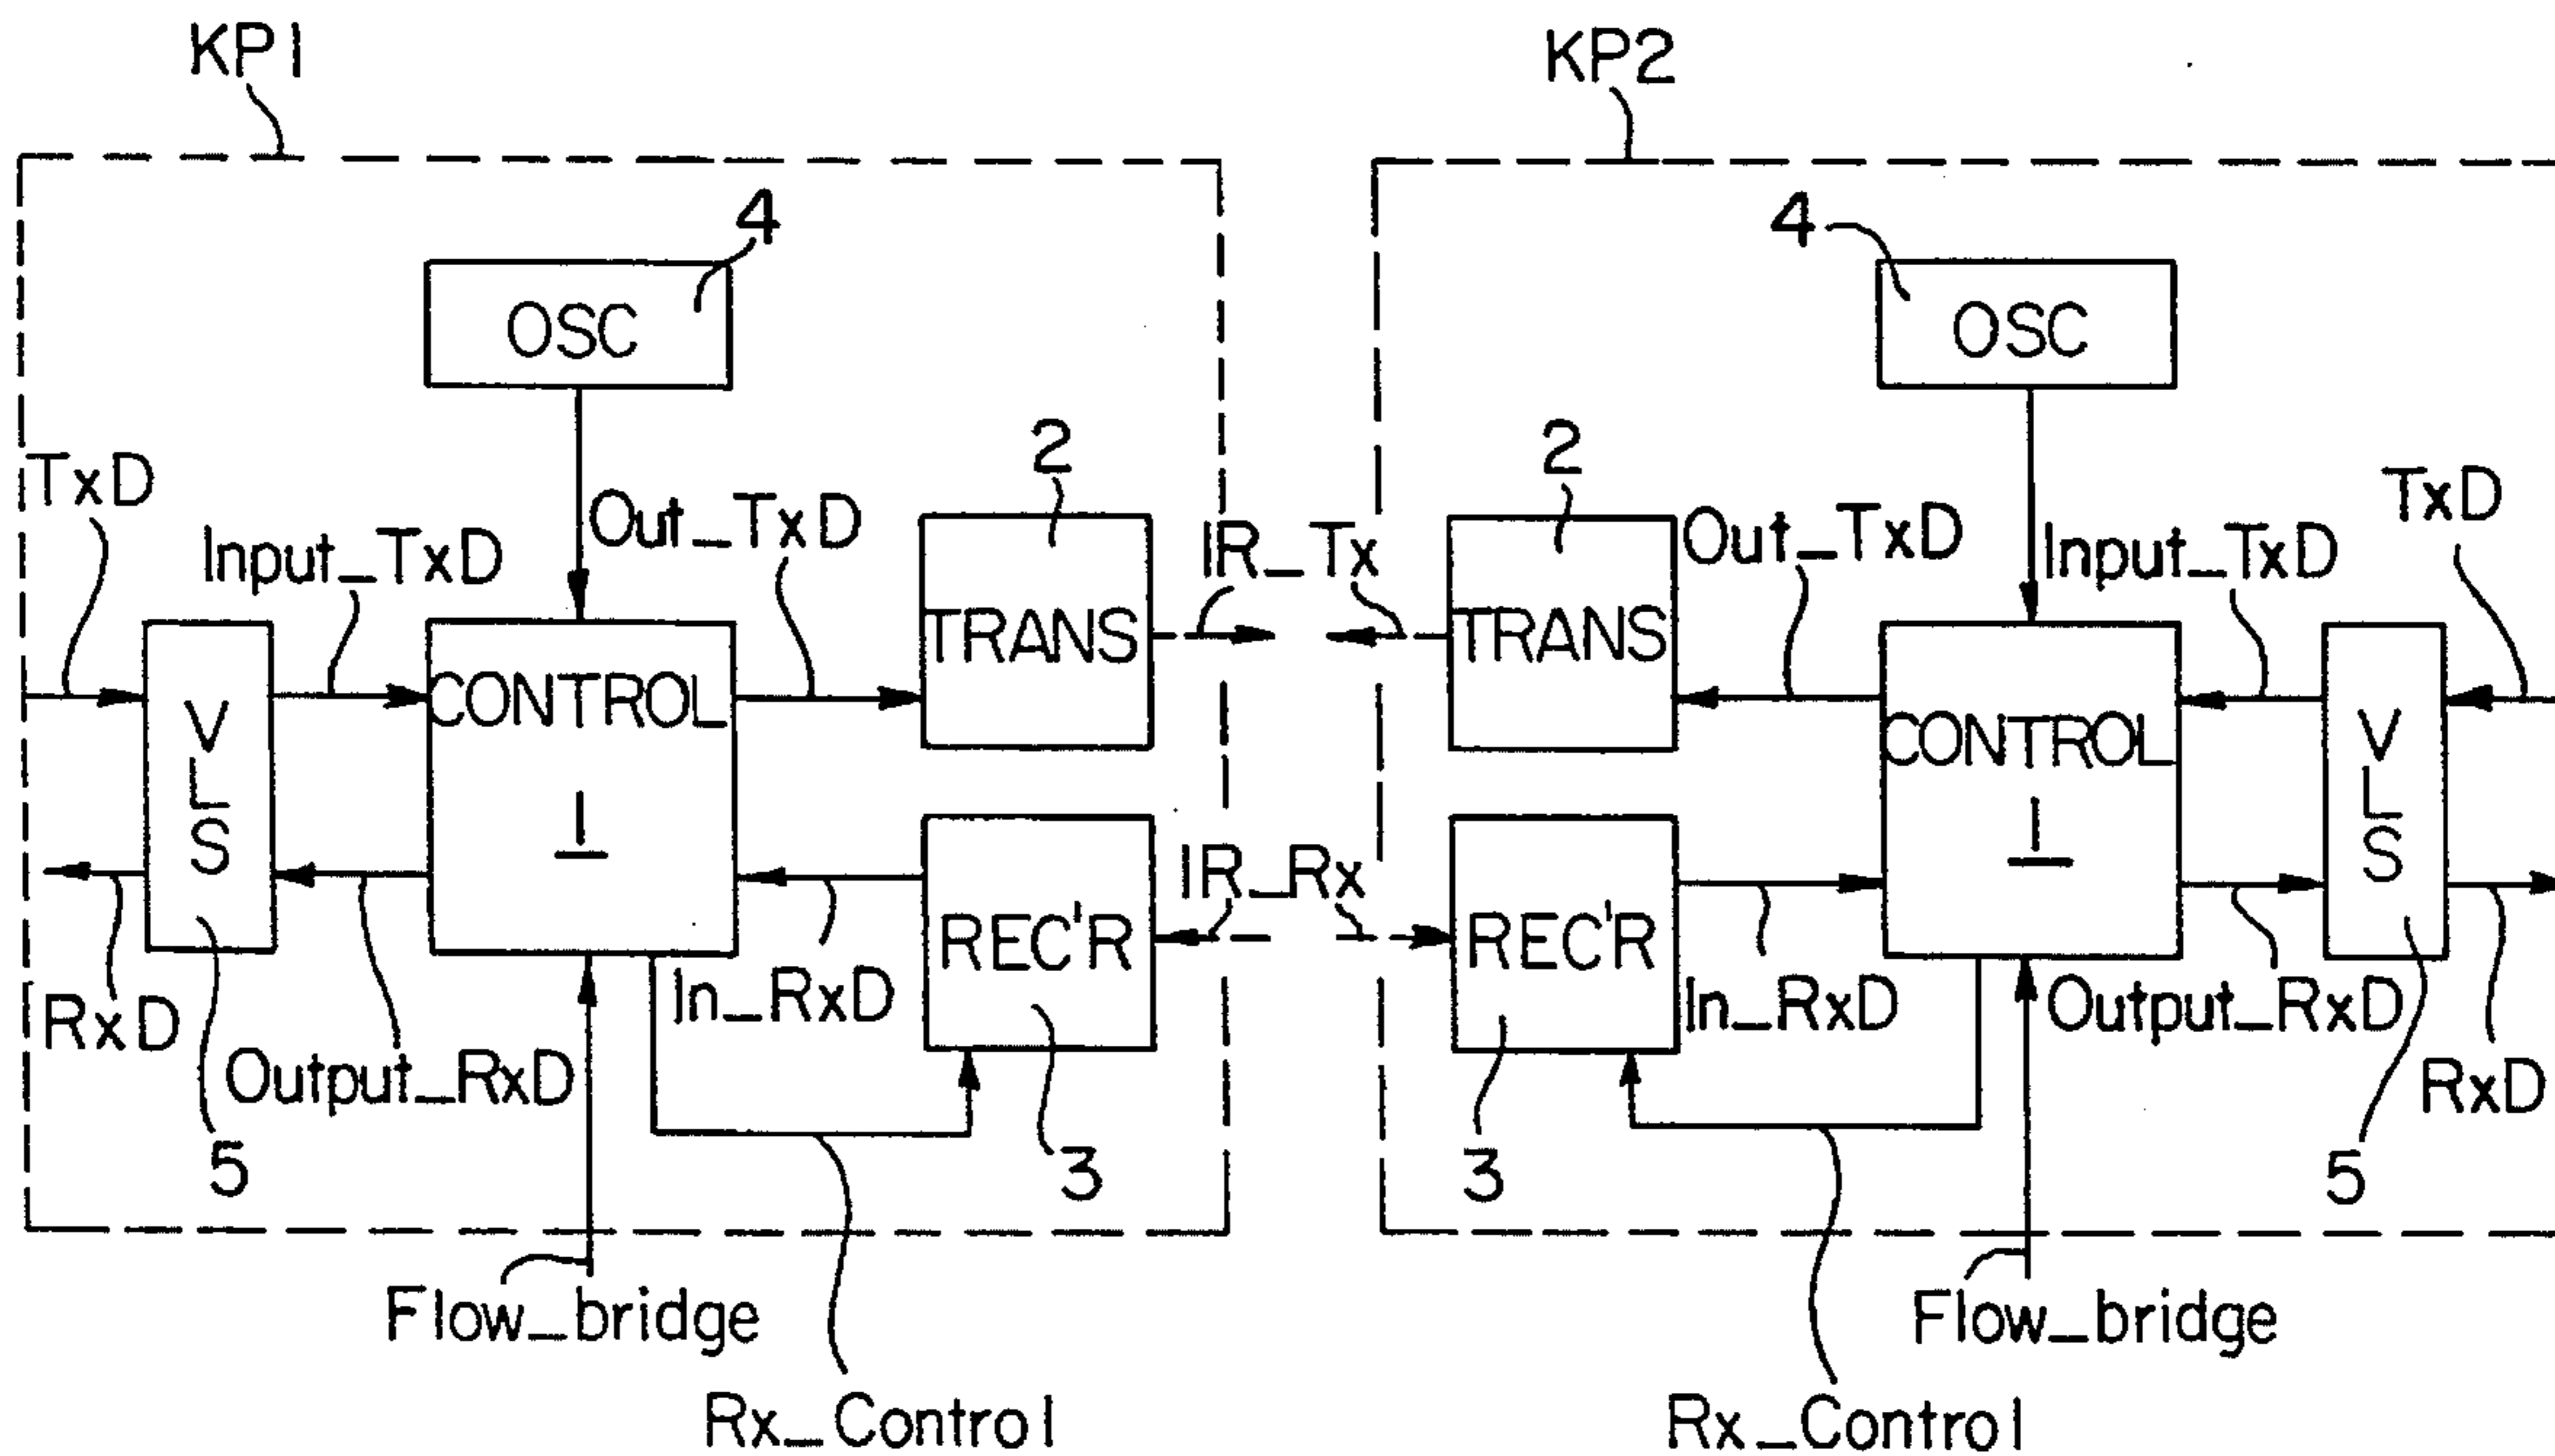 KP1
KP2
4
OSC
4
OSC
TxD
Input_TxD
Out_TxD
2
TRANS
IR_Tx
2
TRANS
Out_TxD
Input_TxD
TxD
VLS
CONTROL
1
CONTROL
1
VLS
REC'R
IR_Rx
REC'R
RxD
Output_RxD
In_RxD
In_RxD
Output_RxD
RxD
5
3
3
5
Flow_bridge
Flow_bridge
Rx_Control
Rx_Control